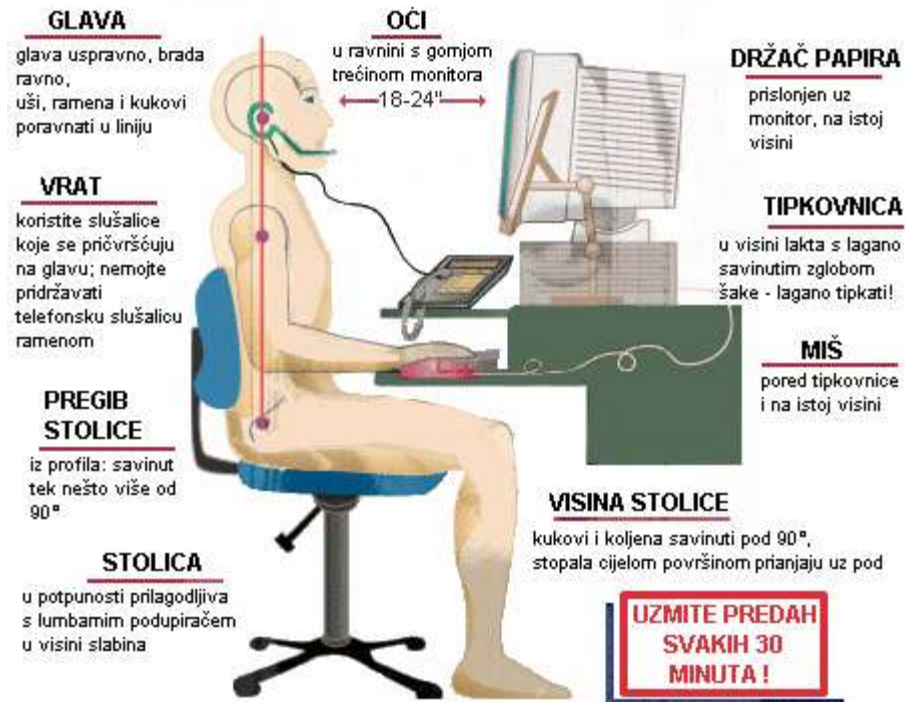 GLAVA
glava uspravno, brada
ravno,
uši, ramena i kukovi
poravnati u liniju
OČI
u ravnini s gornjom
trećinom monitora
18-24"
DRŽAČ PAPIRA
prislonjen uz
monitor, na istoj
visini
VRAT
koristite slušalice
koje se pričvršćuju
na glavu; nemojte
pridržavati
telefonsku slušalicu
ramenom
TIPKOVNICA
u visini lakta s lagano
savinutim zglobom
šake - lagano tipkati!
MIŠ
pored tipkovnice
i na istoj visini
PREGIB
STOLICE
iz profila: savinut
tek nešto više od
90°
VISINA STOLICE
kukovi i koljena savinuti pod 90°,
stopala cijelom površinom prianjaju uz pod
STOLICA
u potpunosti prilagodljiva
s lumbarnim podupiračem
u visini slabina
UZMITE PREDAH
SVAKIH 30
MINUTA !